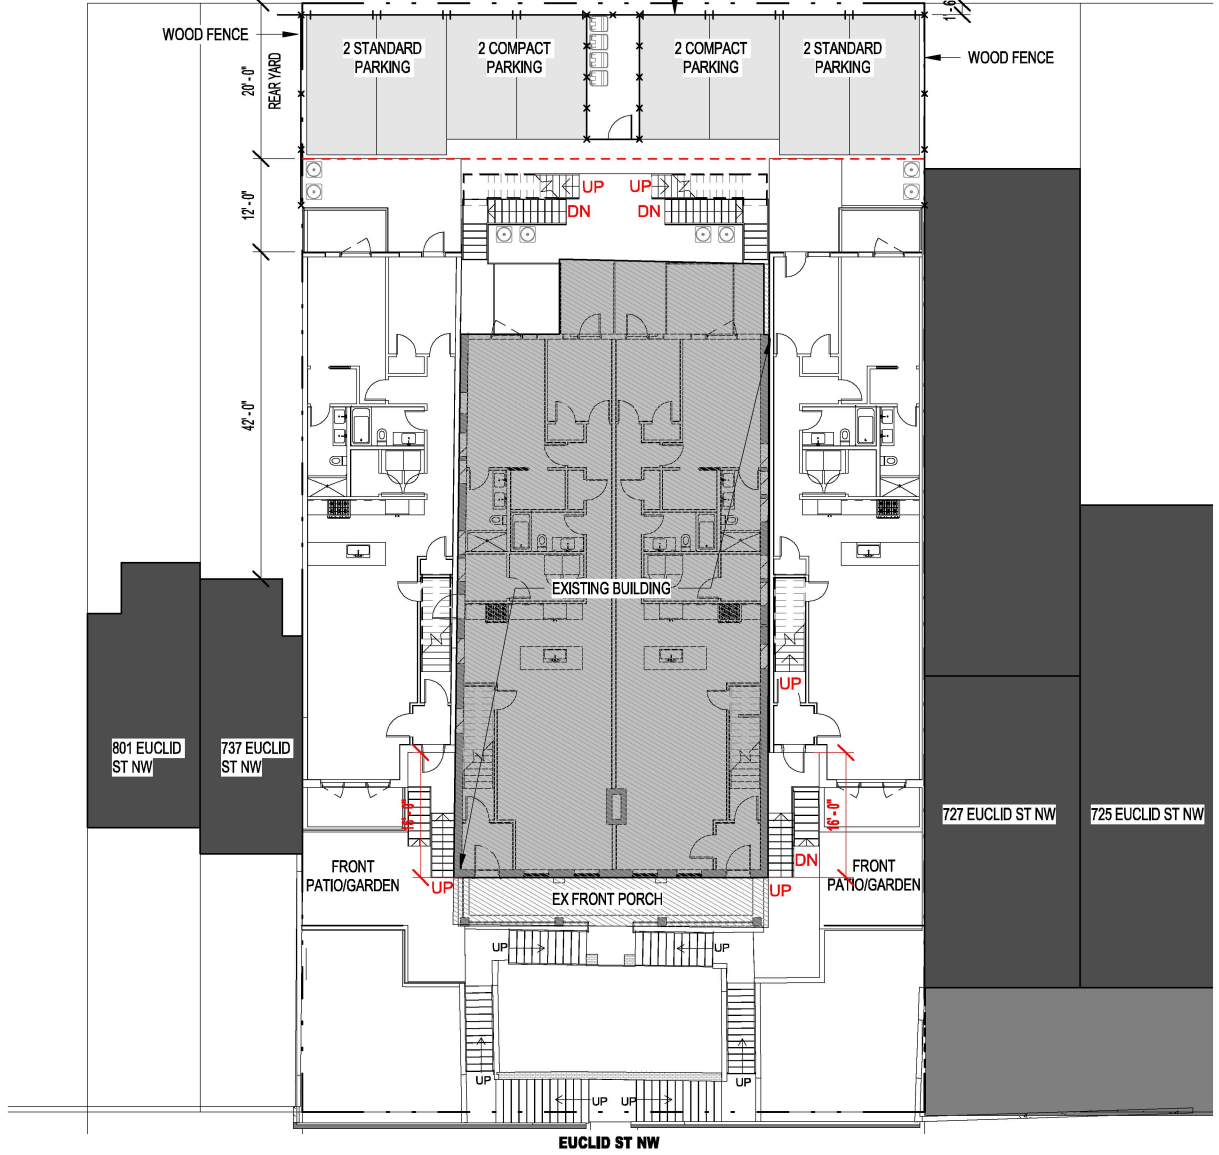 WOOD FENCE
2 STANDARD
PARKING
2 COMPACT
PARKING
2 COMPACT
PARKING
2 STANDARD
PARKING
WOOD FENCE
20' - 0"
REAR YARD
UP
UP
DN
DN
12' - 0"
42' - 0"
EXISTING BUILDING
UP
801 EUCLID
ST NW
737 EUCLID
ST NW
16' - 0"
16' - 0"
727 EUCLID ST NW
725 EUCLID ST NW
FRONT
PATIO/GARDEN
UP
EX FRONT PORCH
UP
DN
FRONT
PATIO/GARDEN
UP
UP
UP
UP
UP
UP
EUCLID ST NW